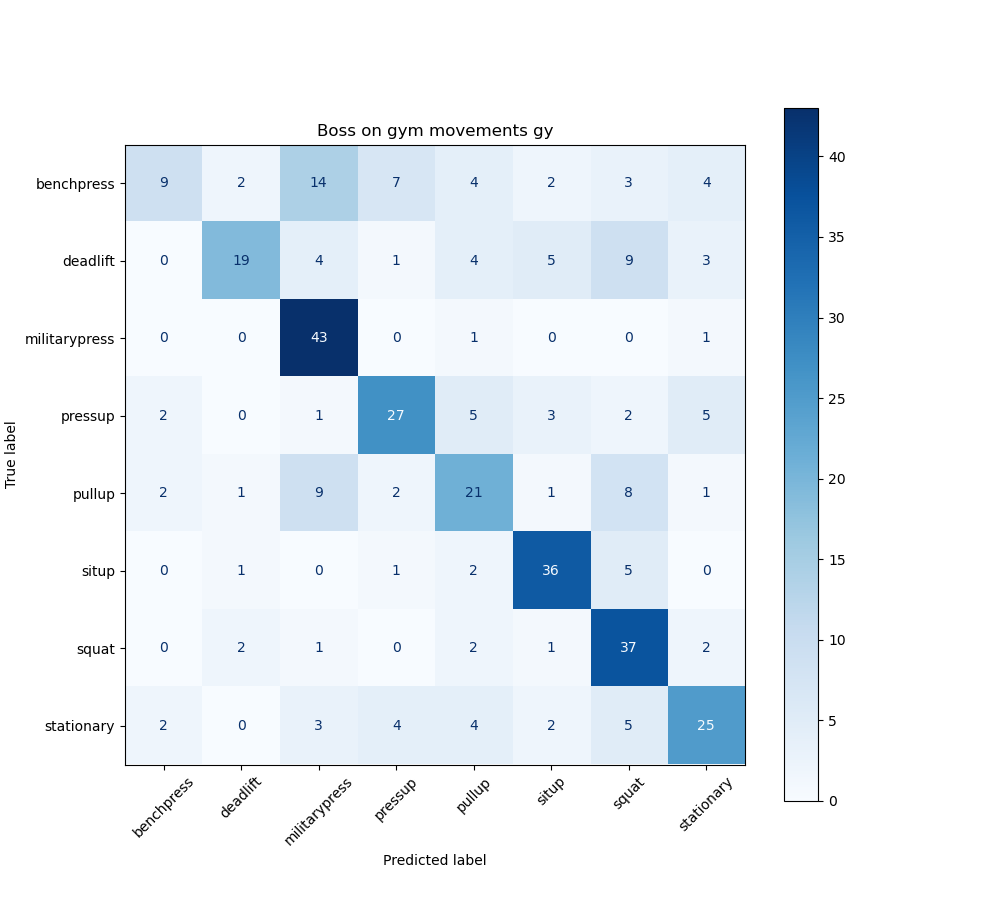 Boss on gym movements gy
True label
benchpress 9 2 14 7 4 2 3 4
deadlift 0 19 4 1 4 5 9 3
militarypress 0 0 43 0 1 0 0 1
pressup 2 0 1 27 5 3 2 5
pullup 2 1 9 2 21 1 8 1
situp 0 1 0 1 2 36 5 0
squat 0 2 1 0 2 1 37 2
stationary 2 0 3 4 4 2 5 25
benchpress deadlift militarypress pressup pullup situp squat stationary
Predicted label
40
35
30
25
20
15
10
5
0